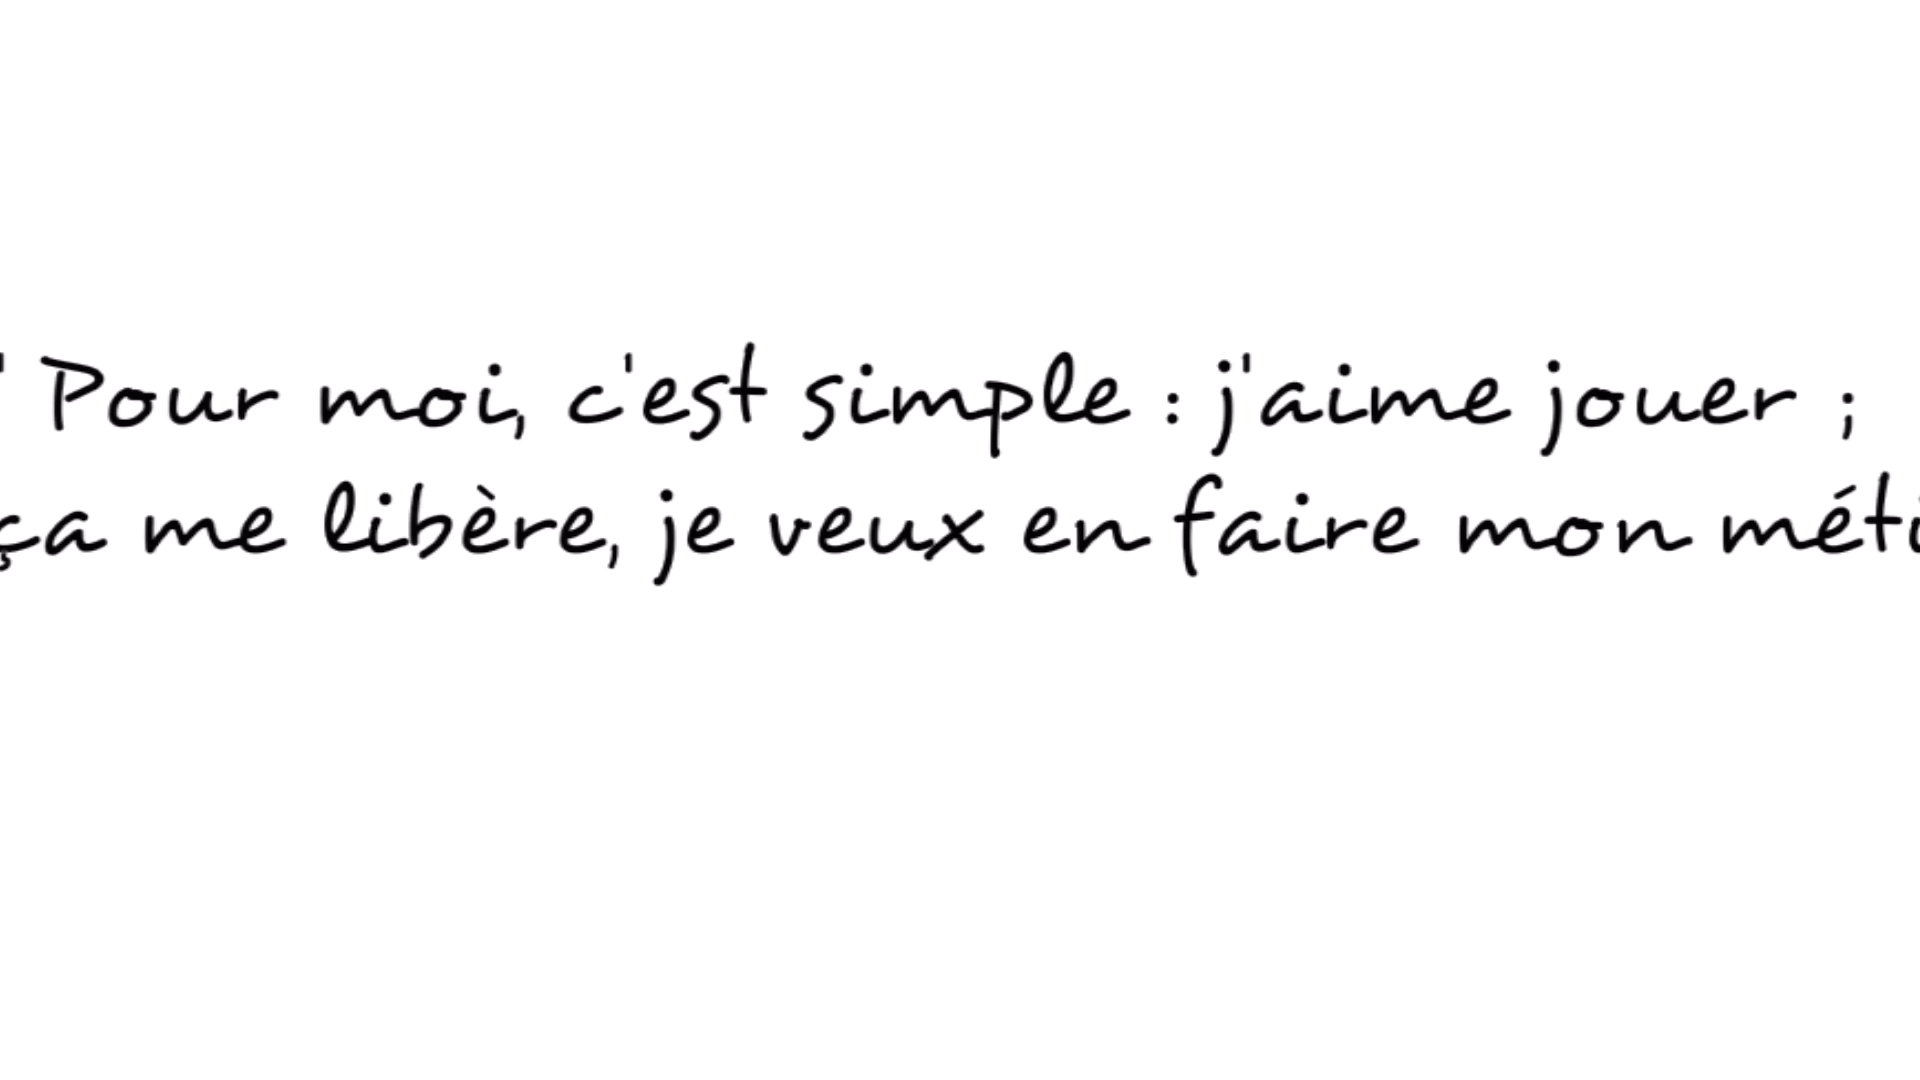 " Pour moi, c'est simple : j'aime jouer ;
ça me libère, je veux en faire mon